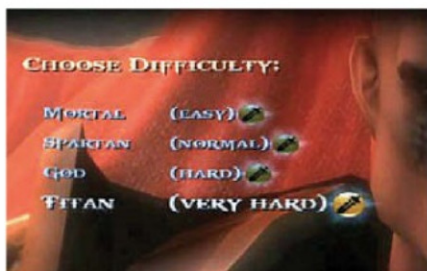 CHOOSE DIFFICULTY:
MORTAL (EASY)
SPARTAN (NORMAL)
GOD (HARD)
TITAN (VERY HARD)